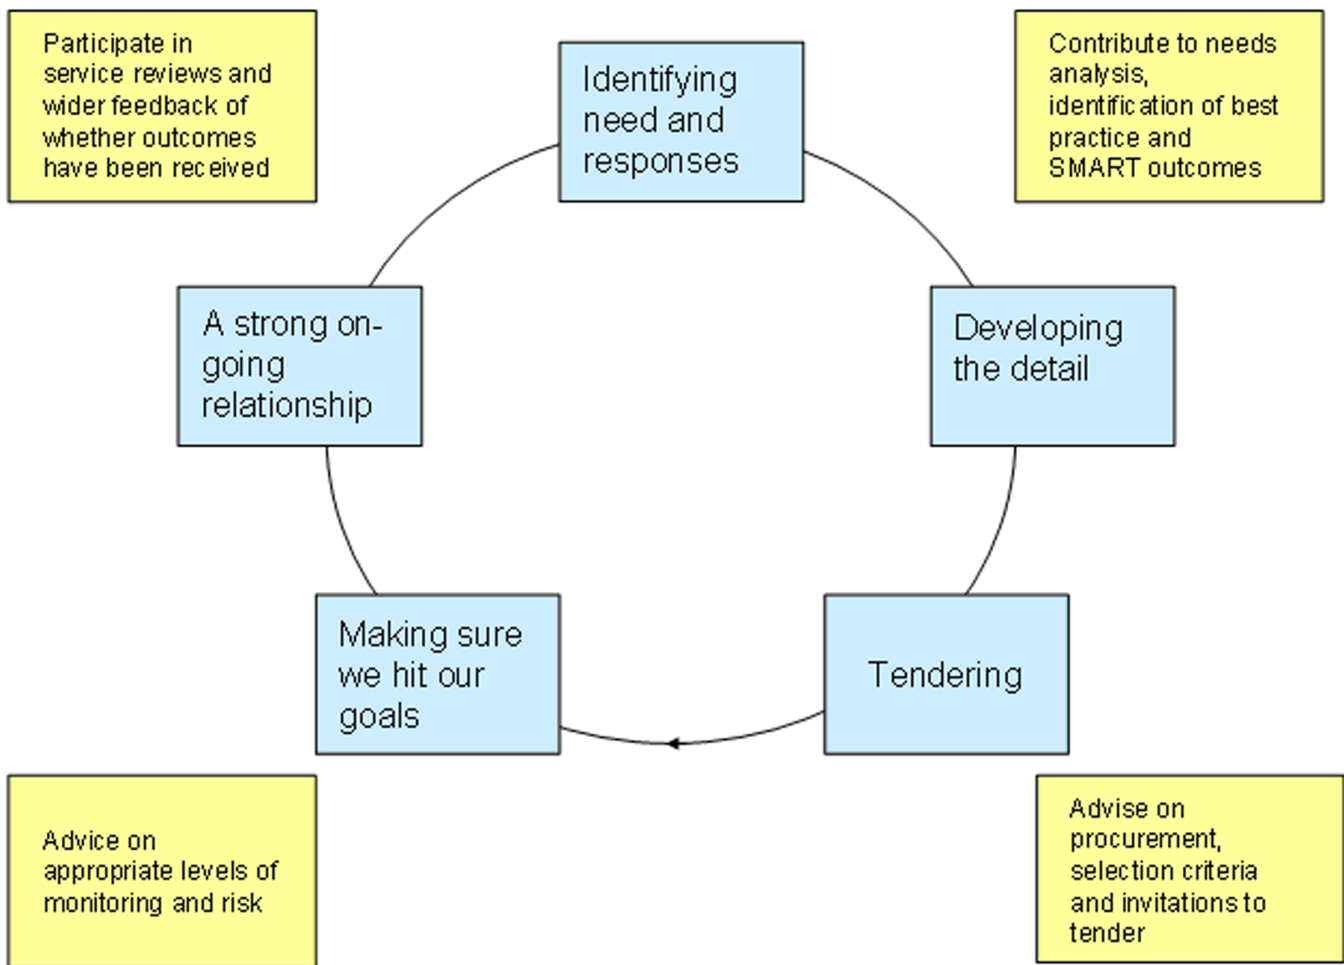 Participate in
service reviews and
wider feedback of
whether outcomes
have been received
Identifying
need and
responses
Contribute to needs
analysis,
identification of best
practice and
SMART outcomes
A strong on-
going
relationship
Developing
the detail
Making sure
we hit our
goals
Tendering
Advice on
appropriate levels of
monitoring and risk
Advise on
procurement,
selection criteria
and invitations to
tender